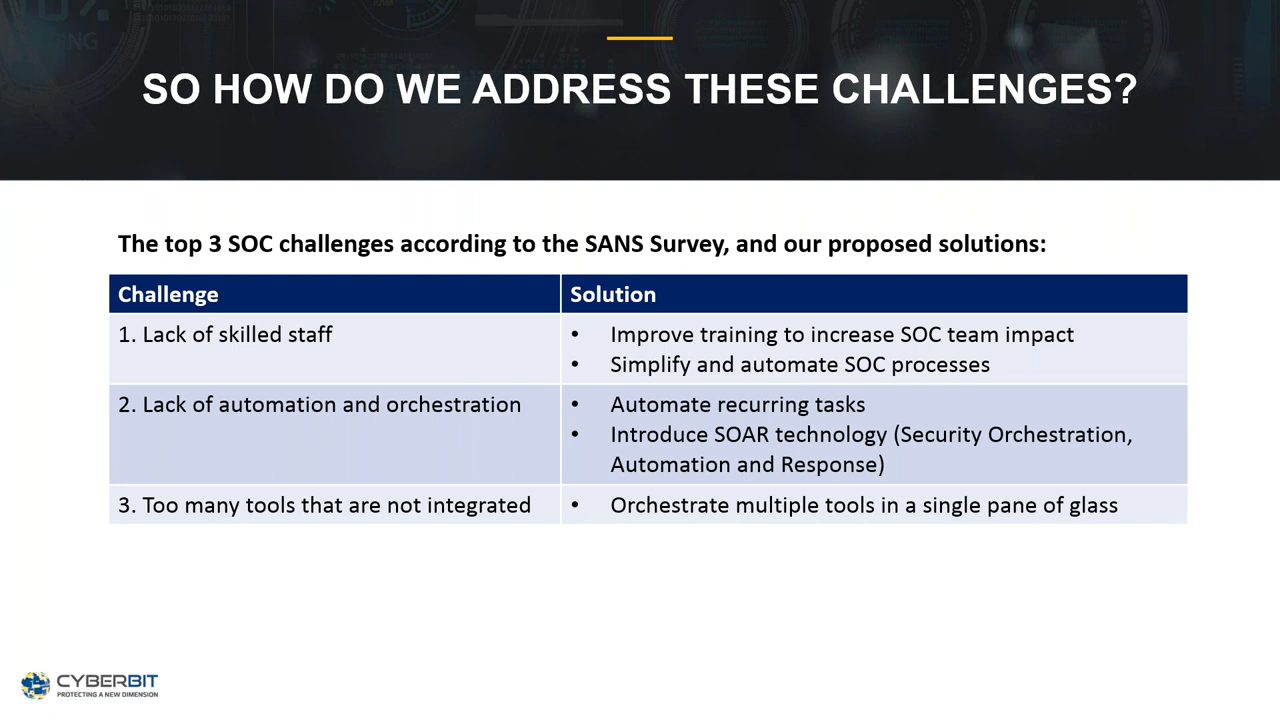 SO HOW DO WE ADDRESS THESE CHALLENGES?
The top 3 SOC challenges according to the SANS Survey, and our proposed solutions:
Challenge
Solution
1. Lack of skilled staff
• Improve training to increase SOC team impact
• Simplify and automate SOC processes
2. Lack of automation and orchestration
• Automate recurring tasks
• Introduce SOAR technology (Security Orchestration,
Automation and Response)
3. Too many tools that are not integrated
• Orchestrate multiple tools in a single pane of glass
CYBERBIT
PROTECTING A NEW DIMENSION